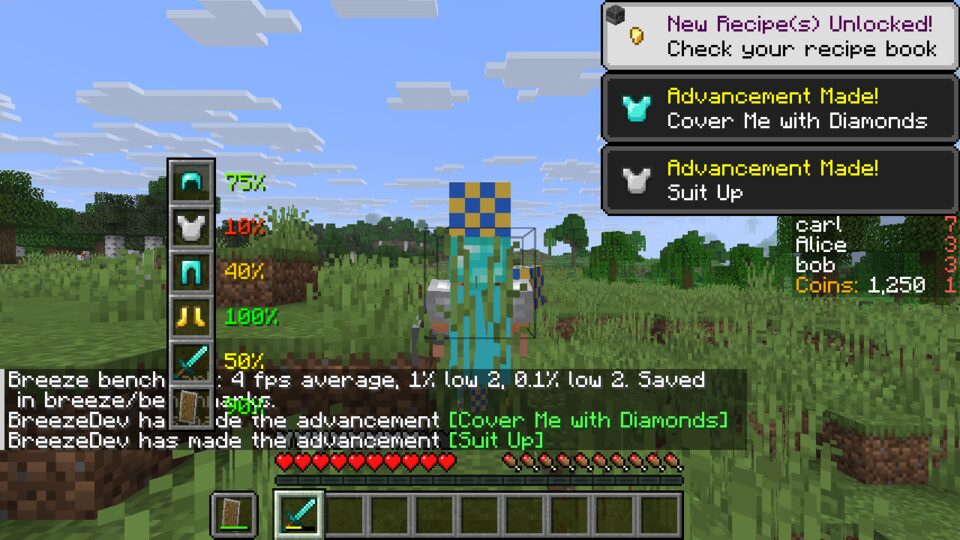 New Recipe(s) Unlocked!
Check your recipe book
Advancement Made!
Cover Me with Diamonds
Advancement Made!
Suit Up
75%
10%
40%
100%
50%
90%
carl 7
Alice 3
bob 3
Coins: 1,250 1
Breeze bench : 4 fps average, 1% low 2, 0.1% low 2. Saved
in breeze/be
BreezeDev ha de the advancement [Cover Me with Diamonds]
BreezeDev has made the advancement [Suit Up]